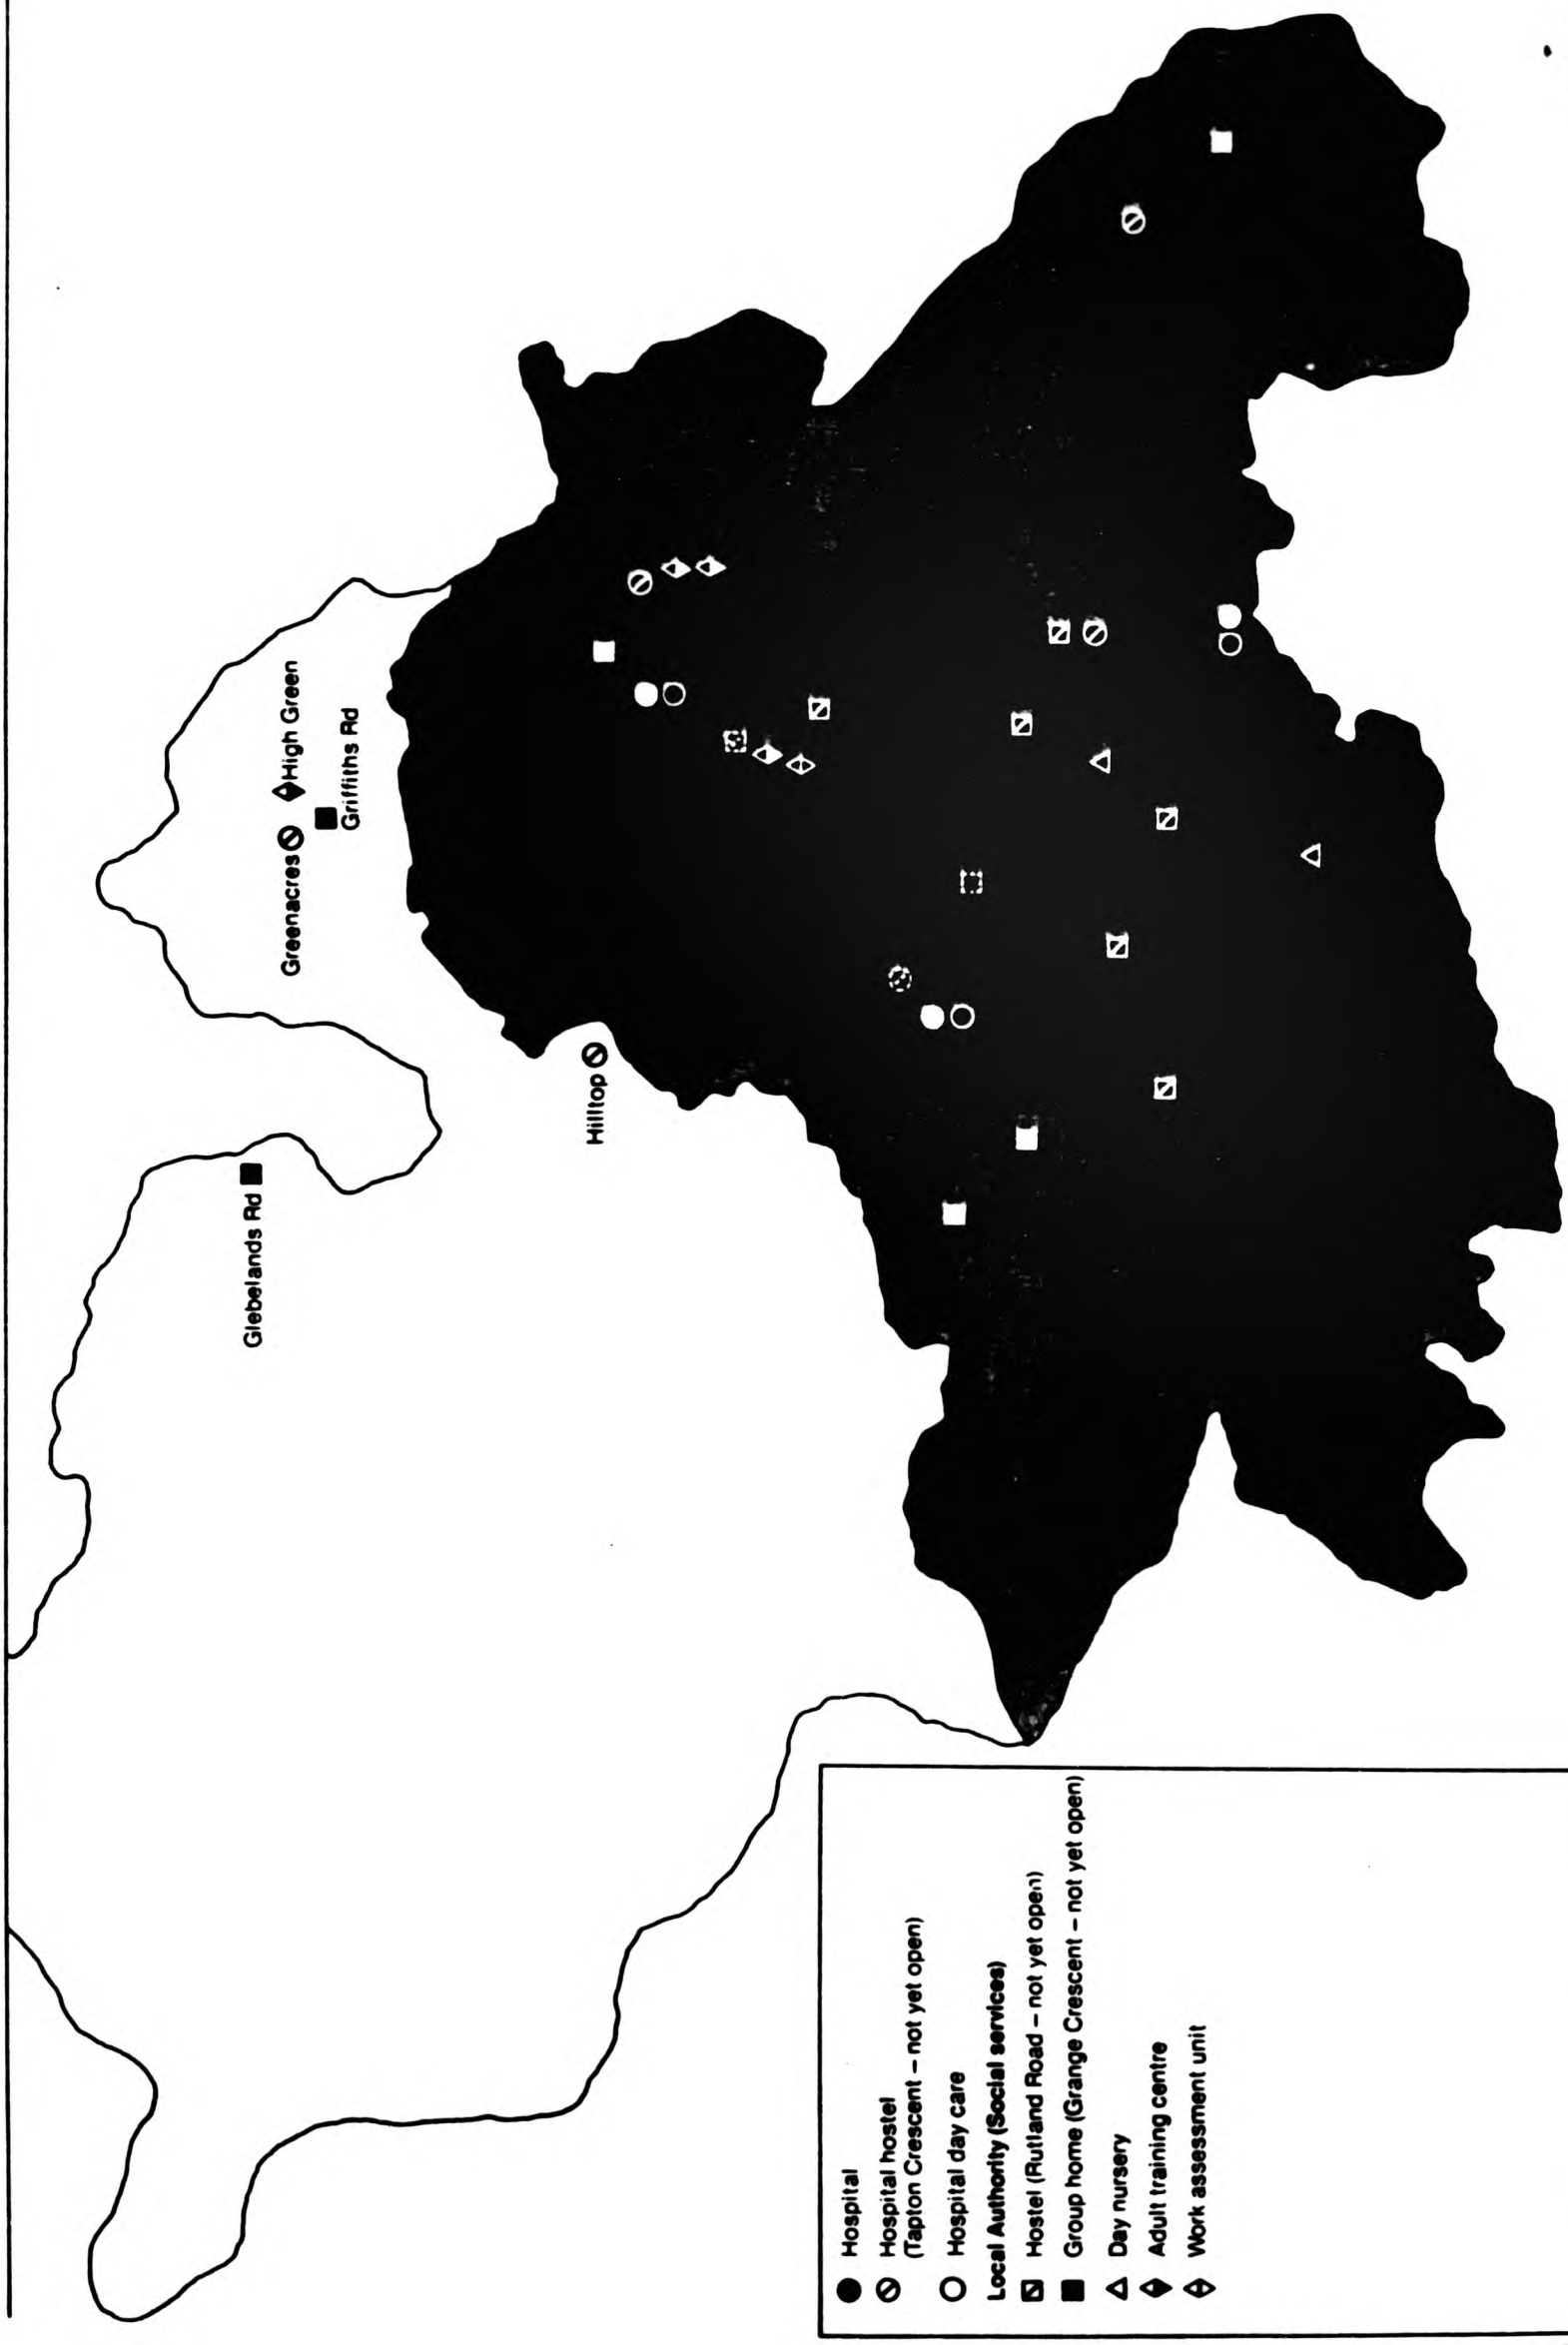 Glebelands Rd
Greenacres
High Green
Griffiths Rd
Hilltop
Hospital
Hospital hostel
(Tapton Crescent – not yet open)
Hospital day care
Local Authority (Social services)
Hostel (Rutland Road – not yet open)
Group home (Grange Crescent – not yet open)
Day nursery
Adult training centre
Work assessment unit